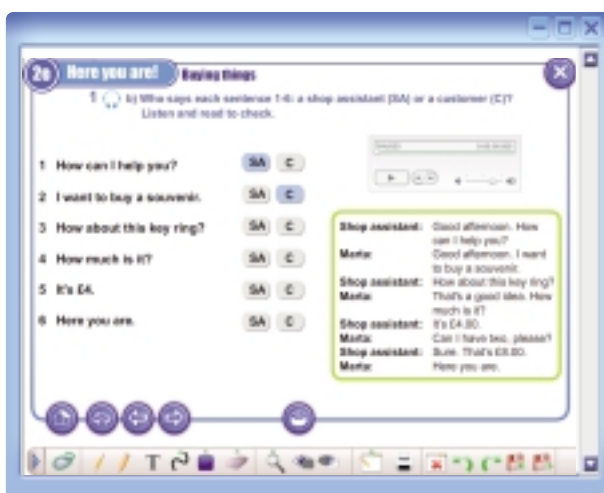 2e Here you are! Buying things
1 b) Who says each sentence 1-6: a shop assistant (SA) or a customer (C)?
Listen and read to check.
1 How can I help you? SA C
2 I want to buy a souvenir. SA C
3 How about this key ring? SA C
4 How much is it? SA C
5 It's £4. SA C
6 Here you are. SA C
Shop assistant: Good afternoon. How
can I help you?
Marta: Good afternoon. I want
to buy a souvenir.
Shop assistant: How about this key ring?
Marta: That's a good idea. How
much is it?
Shop assistant: It's £4.00.
Marta: Can I have two, please?
Shop assistant: Sure. That's £8.00.
Marta: Here you are.
T